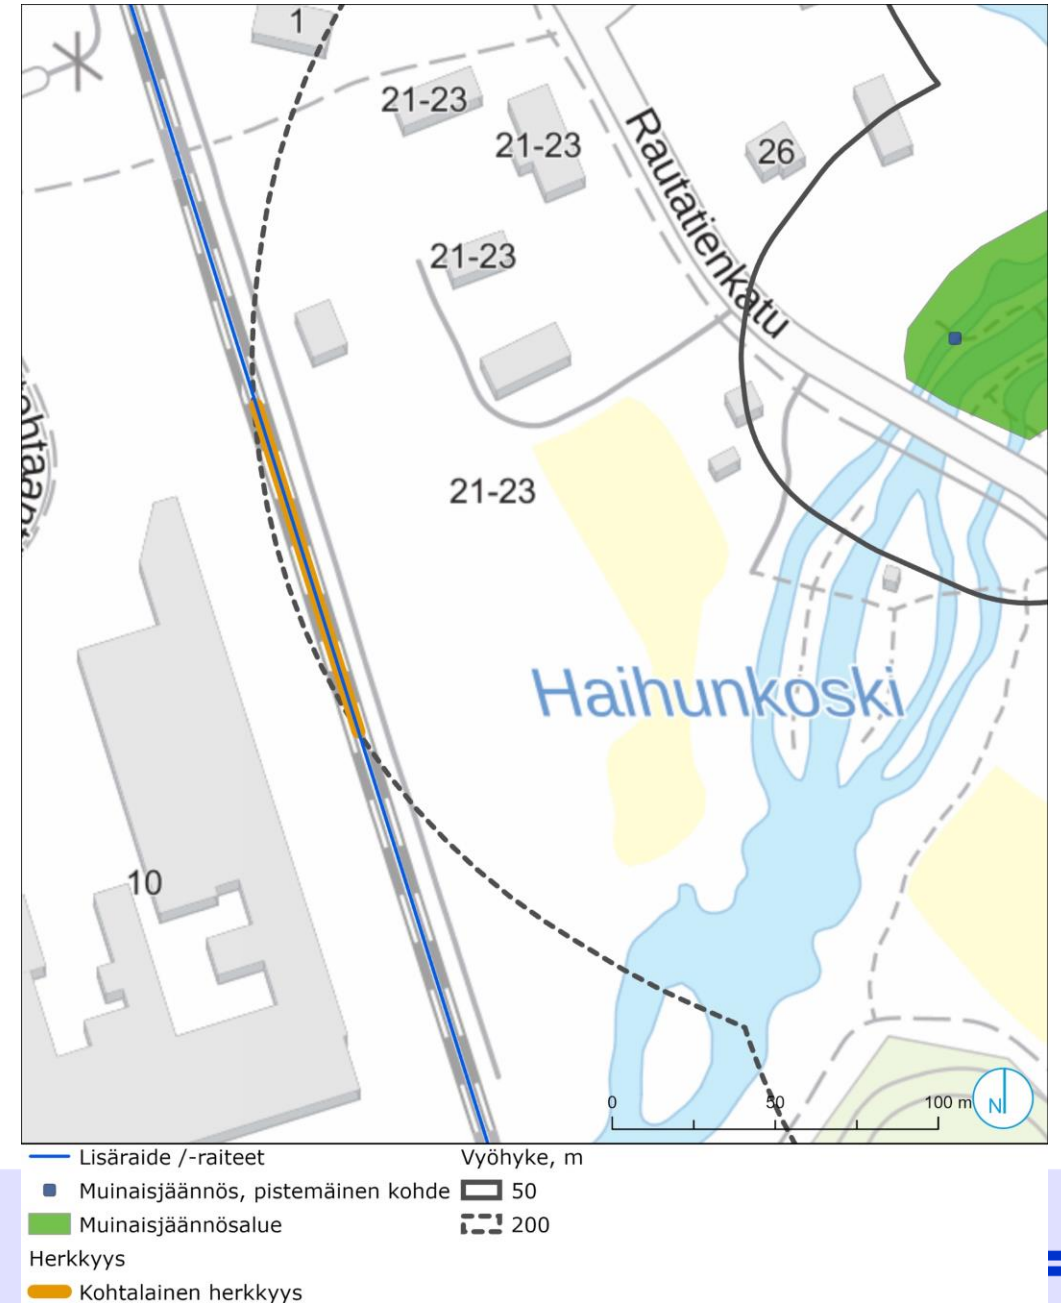 1
21-23
21-23
26
Rautatienkatu
21-23
21-23
Haihunkoski
10
0
50
100 m
N
Lisäraide /-raiteet
Vyöhyke, m
Muinaisjäännös, pistemäinen kohde
50
Muinaisjäännösalue
200
Herkkyys
Kohtalainen herkkyys